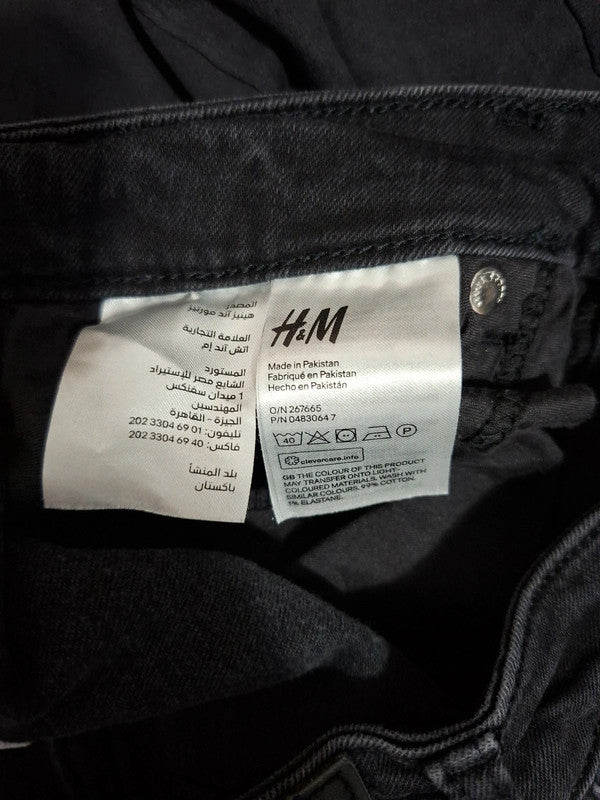 المصدر
هينيز آند موريتز
العلامة التجارية
اتش آند إم
المستورد
الشايع مصر للإستيراد
1 ميدان سفنكس
المهندسين
الجيزة - القاهرة
تليفون: 01 69 3304 202
فاكس: 40 69 3304 202
بلد المنشأ
باكستان
H&M
Made in Pakistan
Fabriqué en Pakistan
Hecho en Pakistán
O/N 267665
P/N 0483064 7
40 P
clevercare.info
GB THE COLOUR OF THIS PRODUCT
MAY TRANSFER ONTO LIGHT-
COLOURED MATERIALS. WASH WITH
SIMILAR COLOURS. 99% COTTON,
1% ELASTANE.